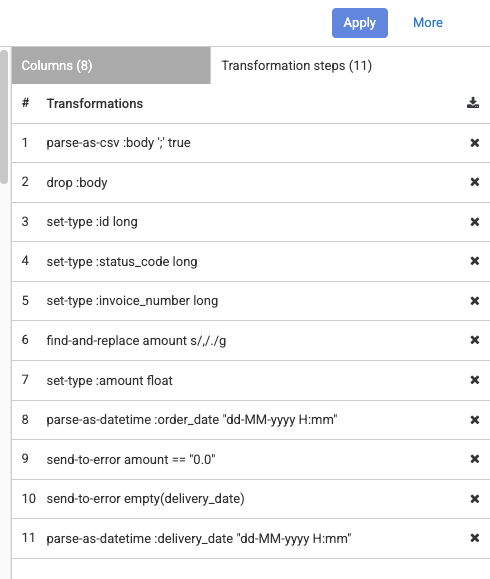 Apply More
Columns (8) Transformation steps (11)
# Transformations
1 parse-as-csv :body ';' true
2 drop :body
3 set-type :id long
4 set-type :status_code long
5 set-type :invoice_number long
6 find-and-replace amount s/,/./g
7 set-type :amount float
8 parse-as-datetime :order_date "dd-MM-yyyy H:mm"
9 send-to-error amount == "0.0"
10 send-to-error empty(delivery_date)
11 parse-as-datetime :delivery_date "dd-MM-yyyy H:mm"